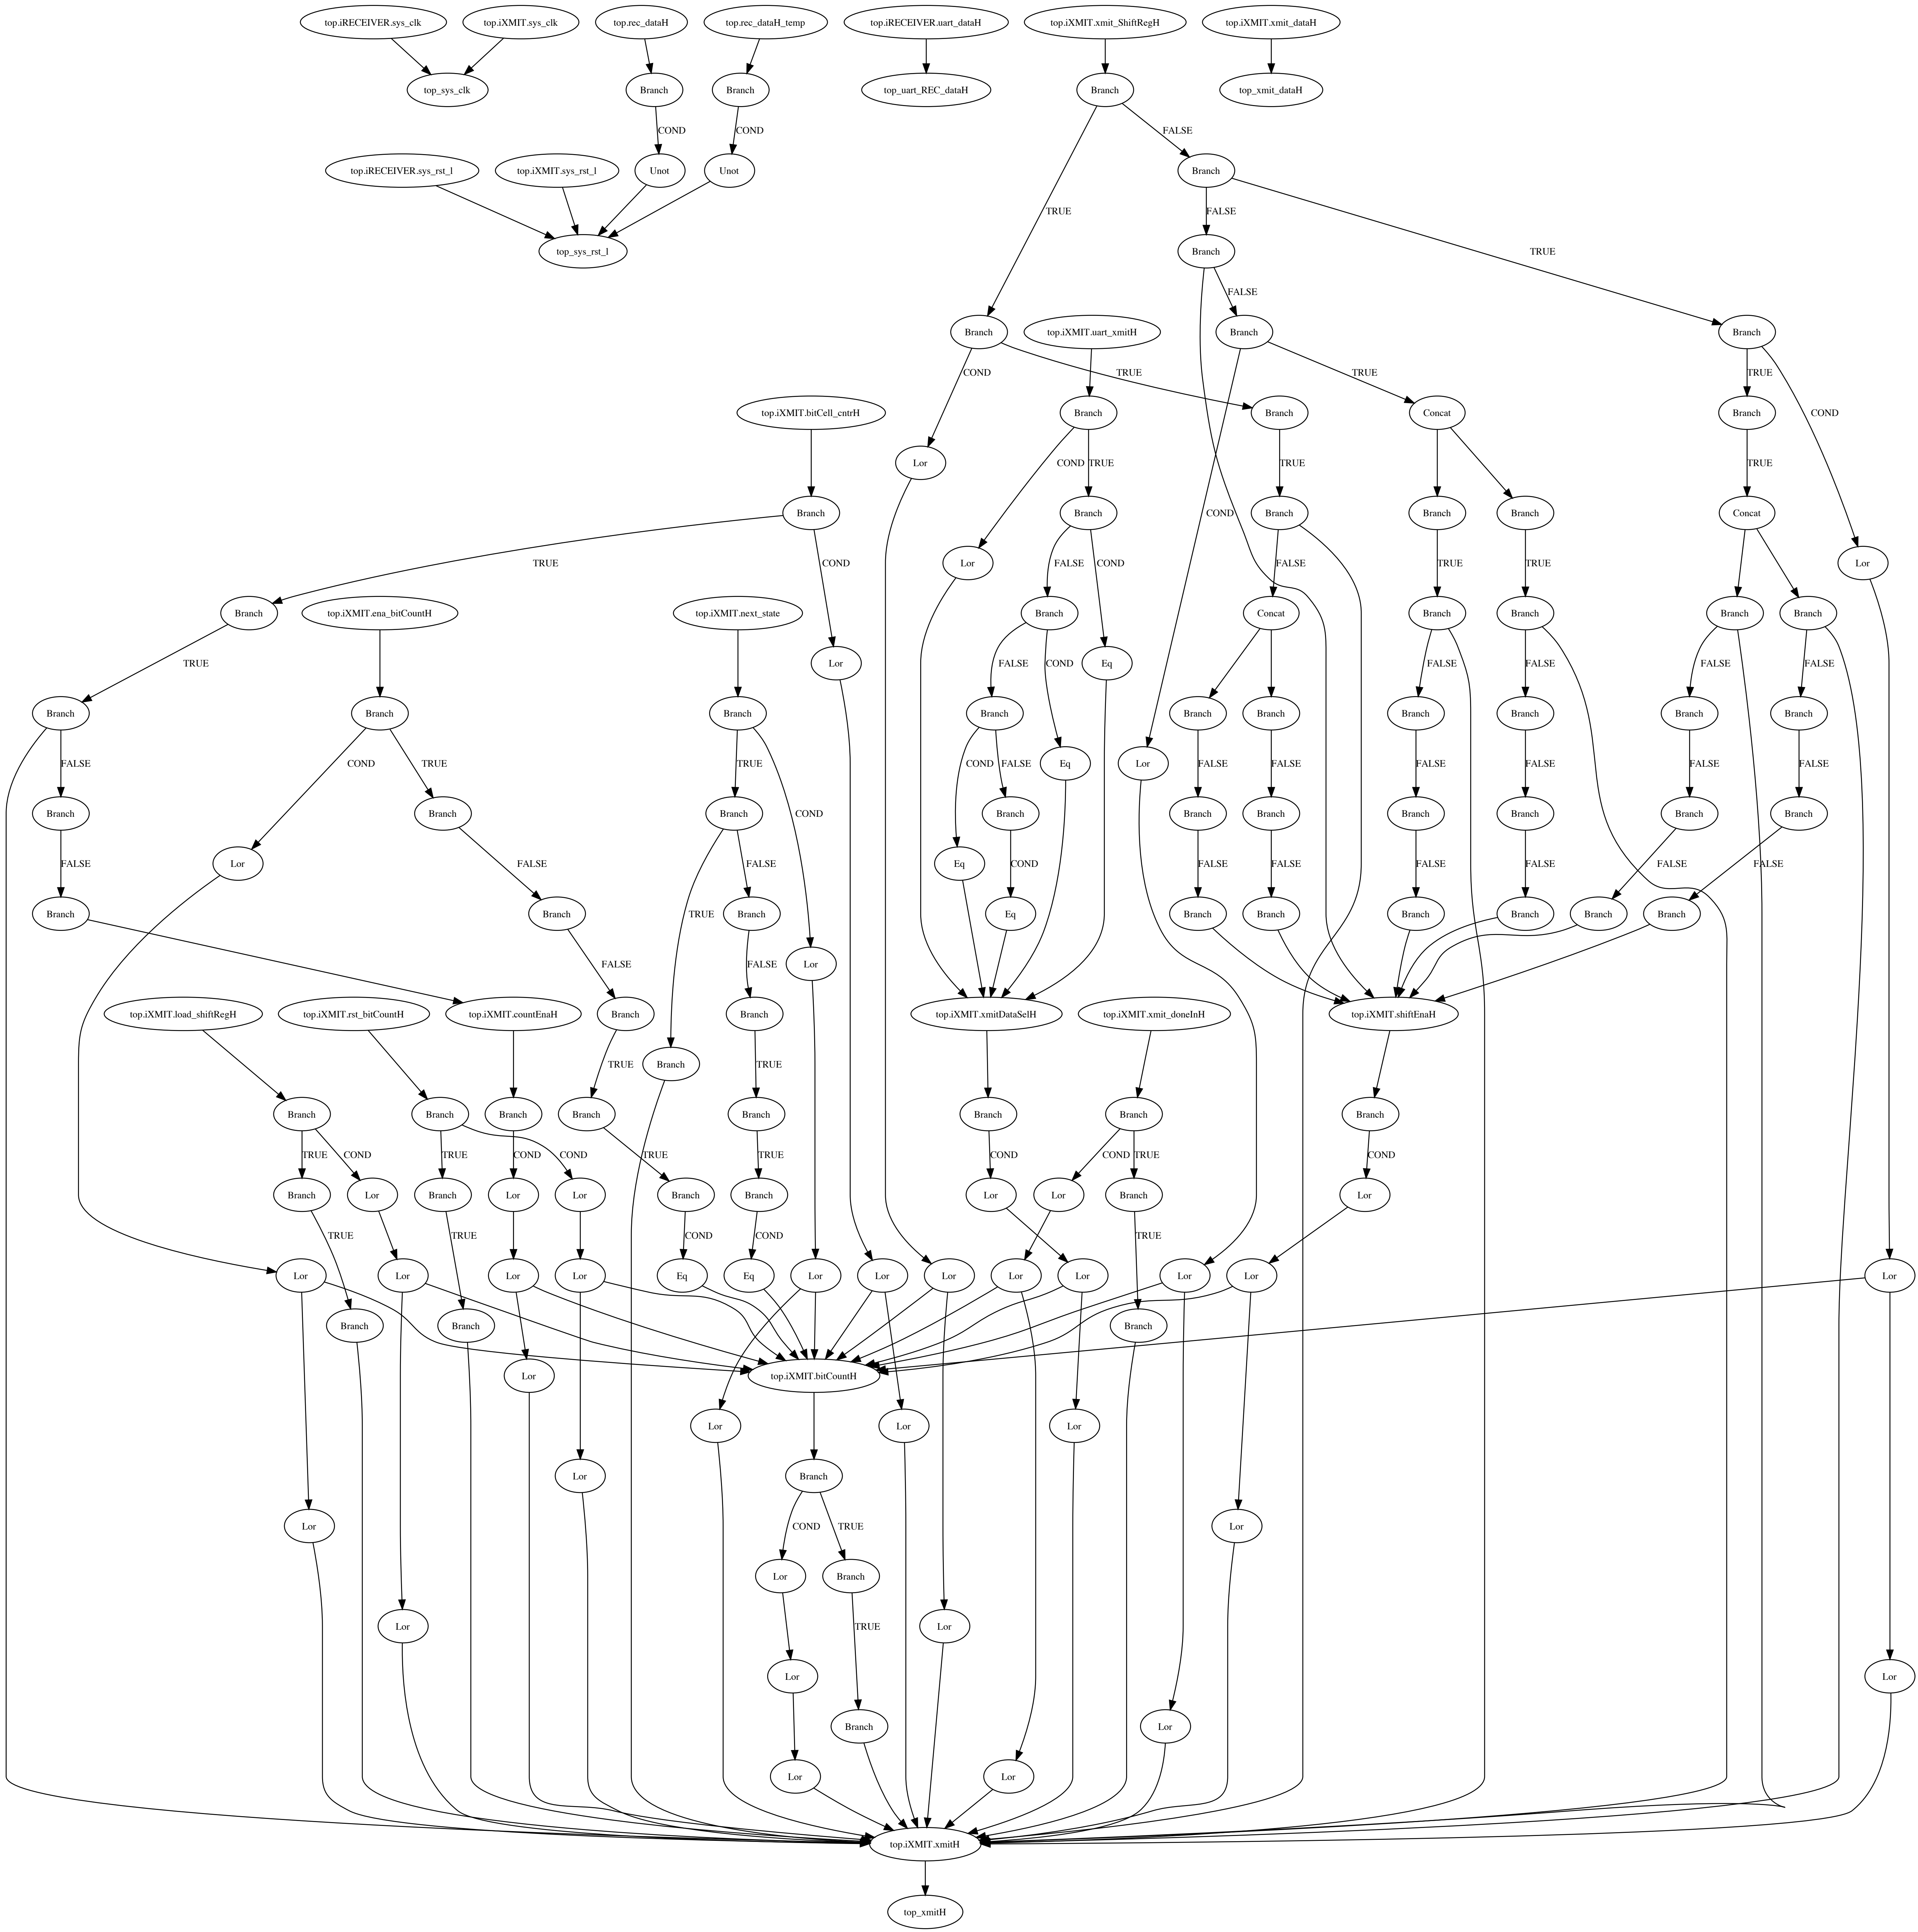 top.iRECEIVER.sys_clk
top.iXMIT.sys_clk
top.rec_dataH
top.rec_dataH_temp
top.iRECEIVER.uart_dataH
top.iXMIT.xmit_ShiftRegH
top.iXMIT.xmit_dataH
top_sys_clk
Branch
Branch
top_uart_REC_dataH
Branch
top_xmit_dataH
COND
COND
FALSE
top.iRECEIVER.sys_rst_l
top.iXMIT.sys_rst_l
Unot
Unot
Branch
TRUE
FALSE
top_sys_rst_l
Branch
TRUE
FALSE
Branch
top.iXMIT.uart_xmitH
Branch
Branch
COND
TRUE
TRUE
TRUE
top.iXMIT.bitCell_cntrH
Branch
Branch
Concat
Branch
COND
Lor
COND
TRUE
TRUE
TRUE
Branch
Branch
Branch
COND
Branch
Branch
Concat
TRUE
COND
Lor
FALSE
COND
FALSE
TRUE
TRUE
Lor
Branch
top.iXMIT.ena_bitCountH
top.iXMIT.next_state
Branch
Concat
Branch
Branch
Branch
Branch
TRUE
Lor
FALSE
COND
Eq
FALSE
FALSE
FALSE
FALSE
Branch
Branch
Branch
Branch
Branch
Branch
Branch
Branch
Branch
Branch
FALSE
COND
TRUE
TRUE
COND
FALSE
Eq
Lor
FALSE
FALSE
FALSE
FALSE
FALSE
FALSE
Branch
Branch
Branch
COND
Branch
Branch
Branch
Branch
Branch
Branch
Branch
FALSE
Lor
FALSE
TRUE
FALSE
Eq
COND
FALSE
FALSE
FALSE
FALSE
FALSE
FALSE
Branch
Branch
Branch
Eq
Branch
Branch
Branch
Branch
Branch
Branch
FALSE
FALSE
Lor
top.iXMIT.load_shiftRegH
top.iXMIT.rst_bitCountH
top.iXMIT.countEnaH
Branch
Branch
top.iXMIT.xmitDataSelH
top.iXMIT.xmit_doneInH
top.iXMIT.shiftEnaH
TRUE
Branch
TRUE
Branch
Branch
Branch
Branch
Branch
Branch
Branch
Branch
TRUE
COND
TRUE
COND
COND
TRUE
TRUE
COND
COND
TRUE
COND
Branch
Lor
Branch
Lor
Lor
Branch
Branch
Lor
Lor
Branch
Lor
TRUE
TRUE
COND
COND
TRUE
Lor
Lor
Lor
Lor
Eq
Eq
Lor
Lor
Lor
Lor
Lor
Lor
Lor
Lor
Branch
Branch
Branch
Lor
top.iXMIT.bitCountH
Lor
Lor
Lor
Lor
Branch
Lor
COND
TRUE
Lor
Lor
Branch
TRUE
Lor
Lor
Lor
Lor
Branch
Lor
Lor
Lor
top.iXMIT.xmitH
top_xmitH